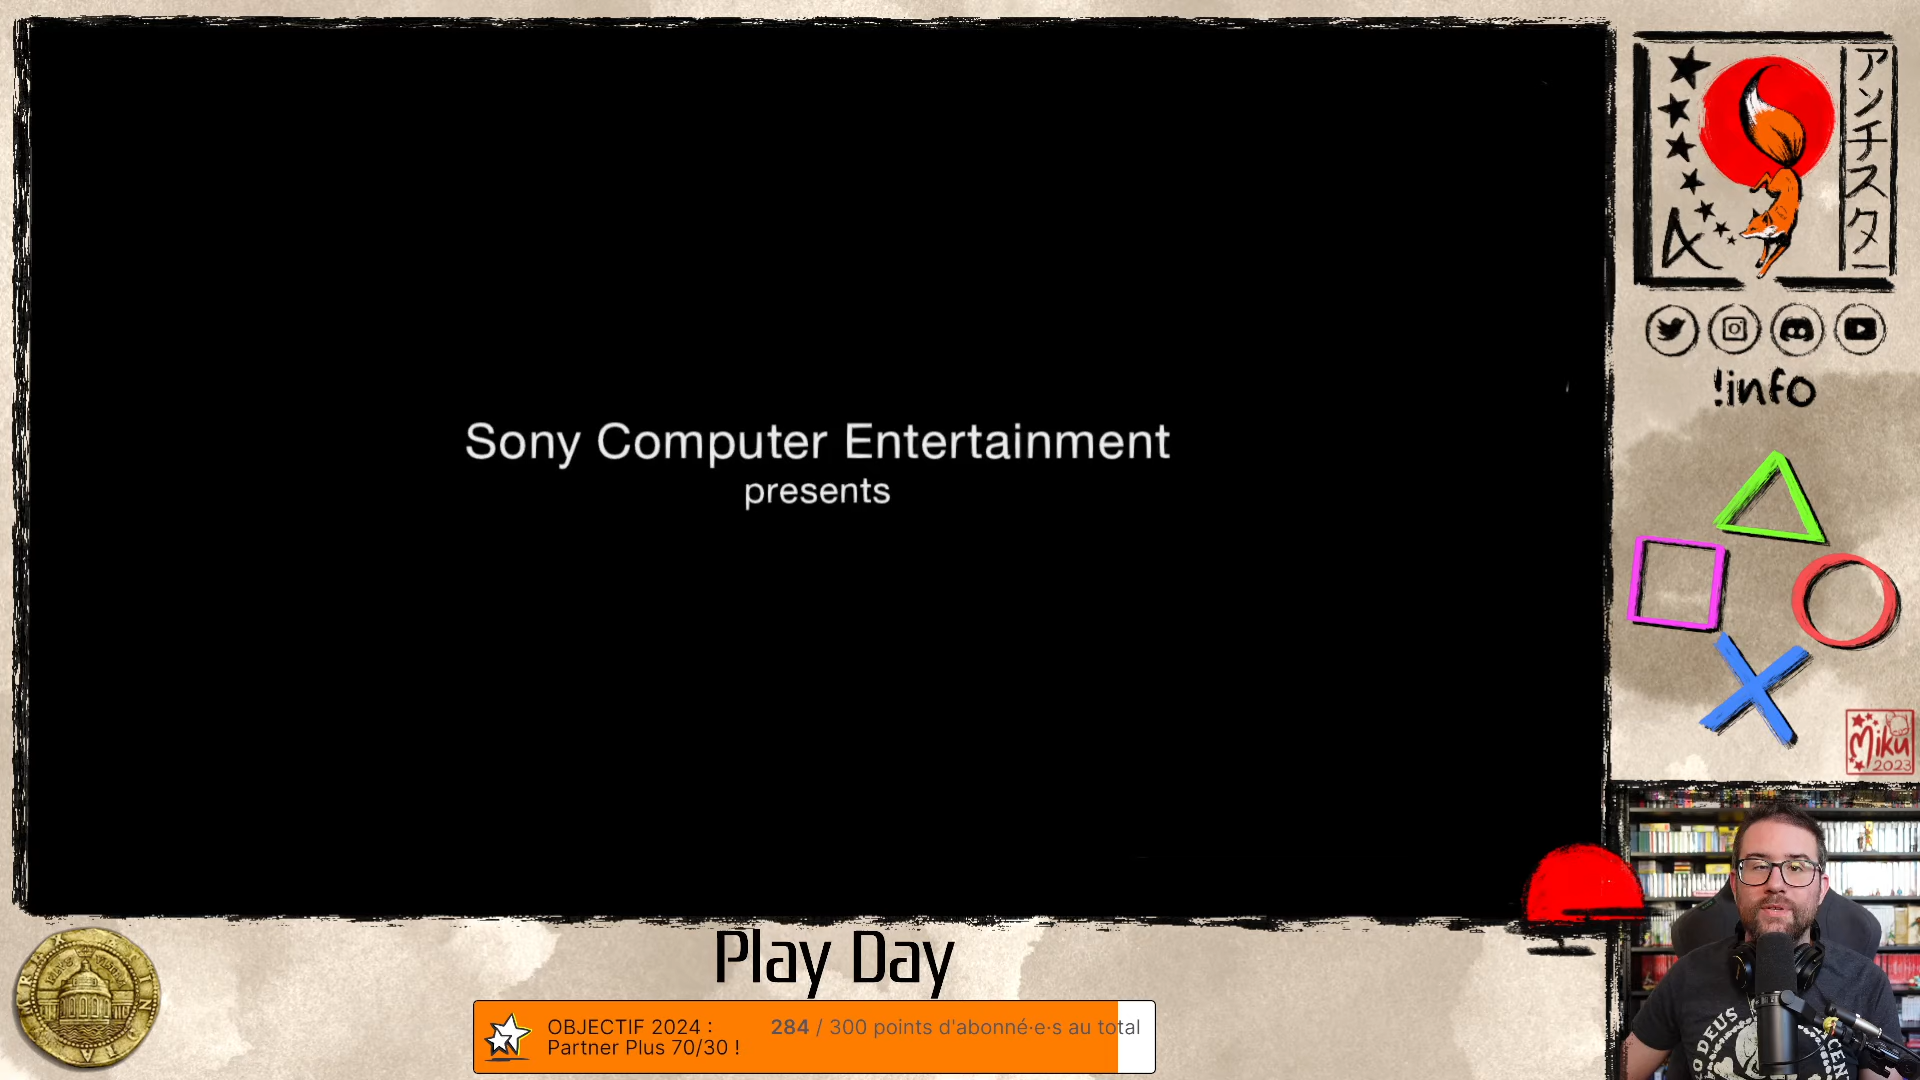 Sony Computer Entertainment
presents
アンチスター
!info
Miku
2023
Play Day
OBJECTIF 2024 :
Partner Plus 70/30 !
284 / 300 points d'abonné·e·s au total